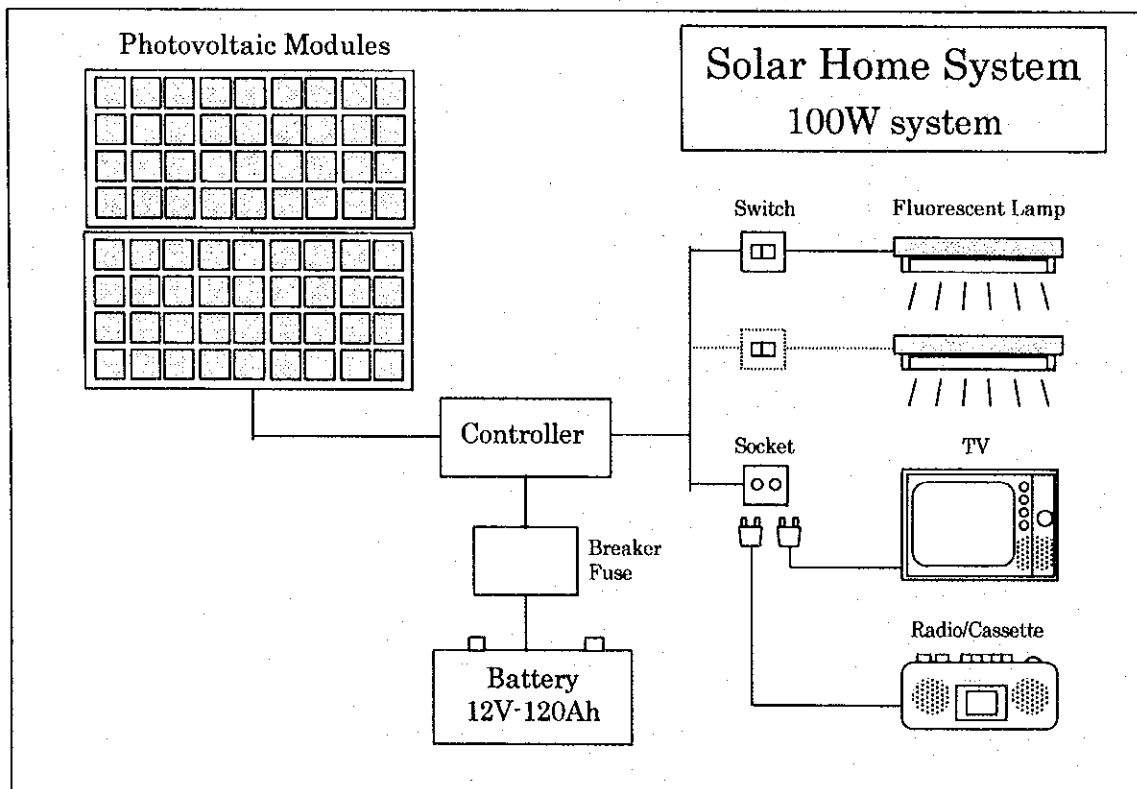 Photovoltaic Modules
Solar Home System
100W system
Switch
Fluorescent Lamp
Controller
Socket
TV
Breaker
Fuse
Radio/Cassette
Battery
12V-120Ah